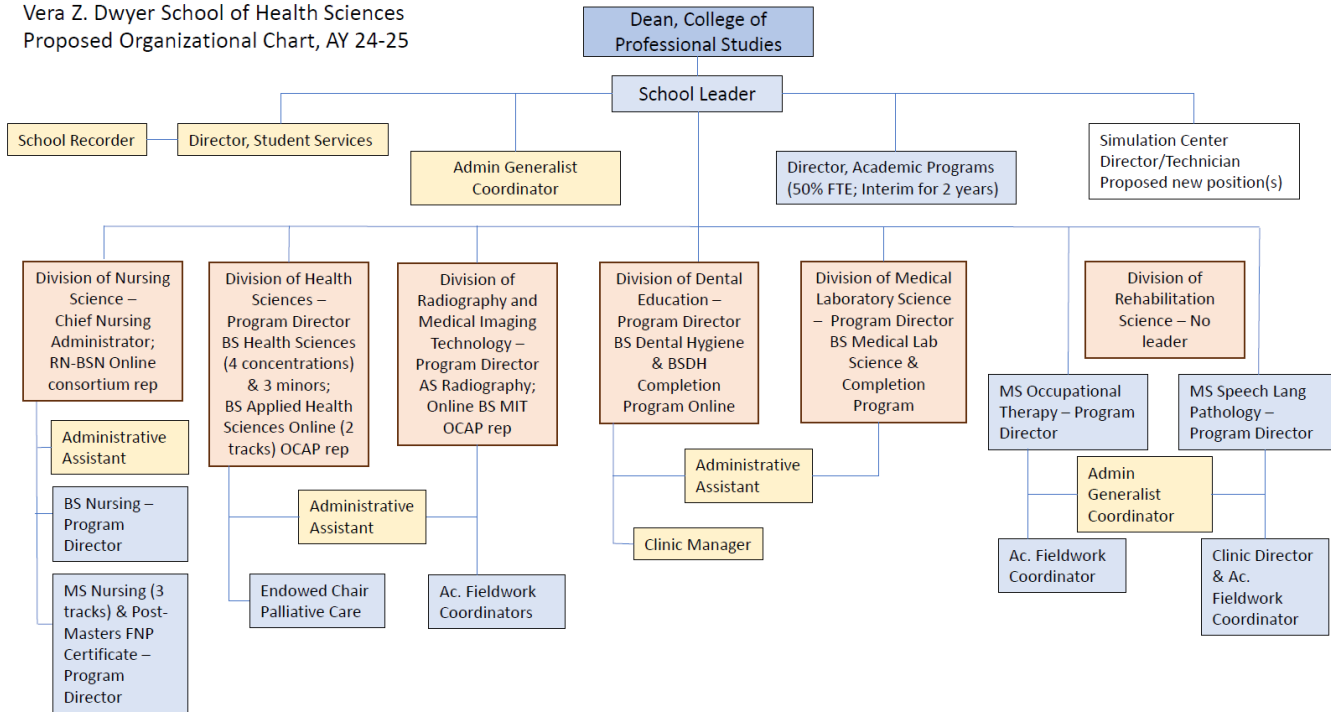 Vera Z. Dwyer School of Health Sciences
Proposed Organizational Chart, AY 24-25
Dean, College of
Professional Studies
School Leader
School Recorder
Director, Student Services
Admin Generalist
Coordinator
Director, Academic Programs
(50% FTE; Interim for 2 years)
Simulation Center
Director/Technician
Proposed new position(s)
Division of Nursing
Science –
Chief Nursing
Administrator;
RN-BSN Online
consortium rep
Division of Health
Sciences –
Program Director
BS Health Sciences
(4 concentrations)
& 3 minors;
BS Applied Health
Sciences Online (2
tracks) OCAP rep
Division of
Radiography and
Medical Imaging
Technology –
Program Director
AS Radiography;
Online BS MIT
OCAP rep
Division of Dental
Education –
Program Director
BS Dental Hygiene
& BSDH
Completion
Program Online
Division of Medical
Laboratory Science
– Program Director
BS Medical Lab
Science &
Completion
Program
Division of
Rehabilitation
Science – No
leader
MS Occupational
Therapy – Program
Director
MS Speech Lang
Pathology –
Program Director
Administrative
Assistant
BS Nursing –
Program
Director
MS Nursing (3
tracks) & Post-
Masters FNP
Certificate –
Program
Director
Administrative
Assistant
Endowed Chair
Palliative Care
Ac. Fieldwork
Coordinators
Administrative
Assistant
Clinic Manager
Admin
Generalist
Coordinator
Ac. Fieldwork
Coordinator
Clinic Director
& Ac.
Fieldwork
Coordinator